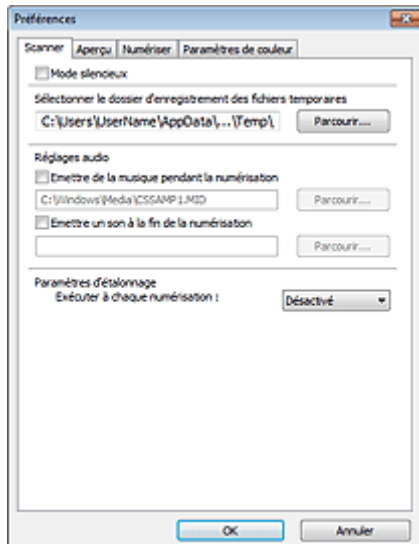 Préférences
Scanner Aperçu Numériser Paramètres de couleur
Mode silencieux
Sélectionner le dossier d'enregistrement des fichiers temporaires
C:\Users\UserName\AppData\...\Temp\ Parcourir....
Réglages audio
Emettre de la musique pendant la numérisation
C:\Windows\Media\CSSAMP1.MID Parcourir....
Emettre un son à la fin de la numérisation
Parcourir....
Paramètres d'étalonnage
Exécuter à chaque numérisation : Désactivé
OK Annuler